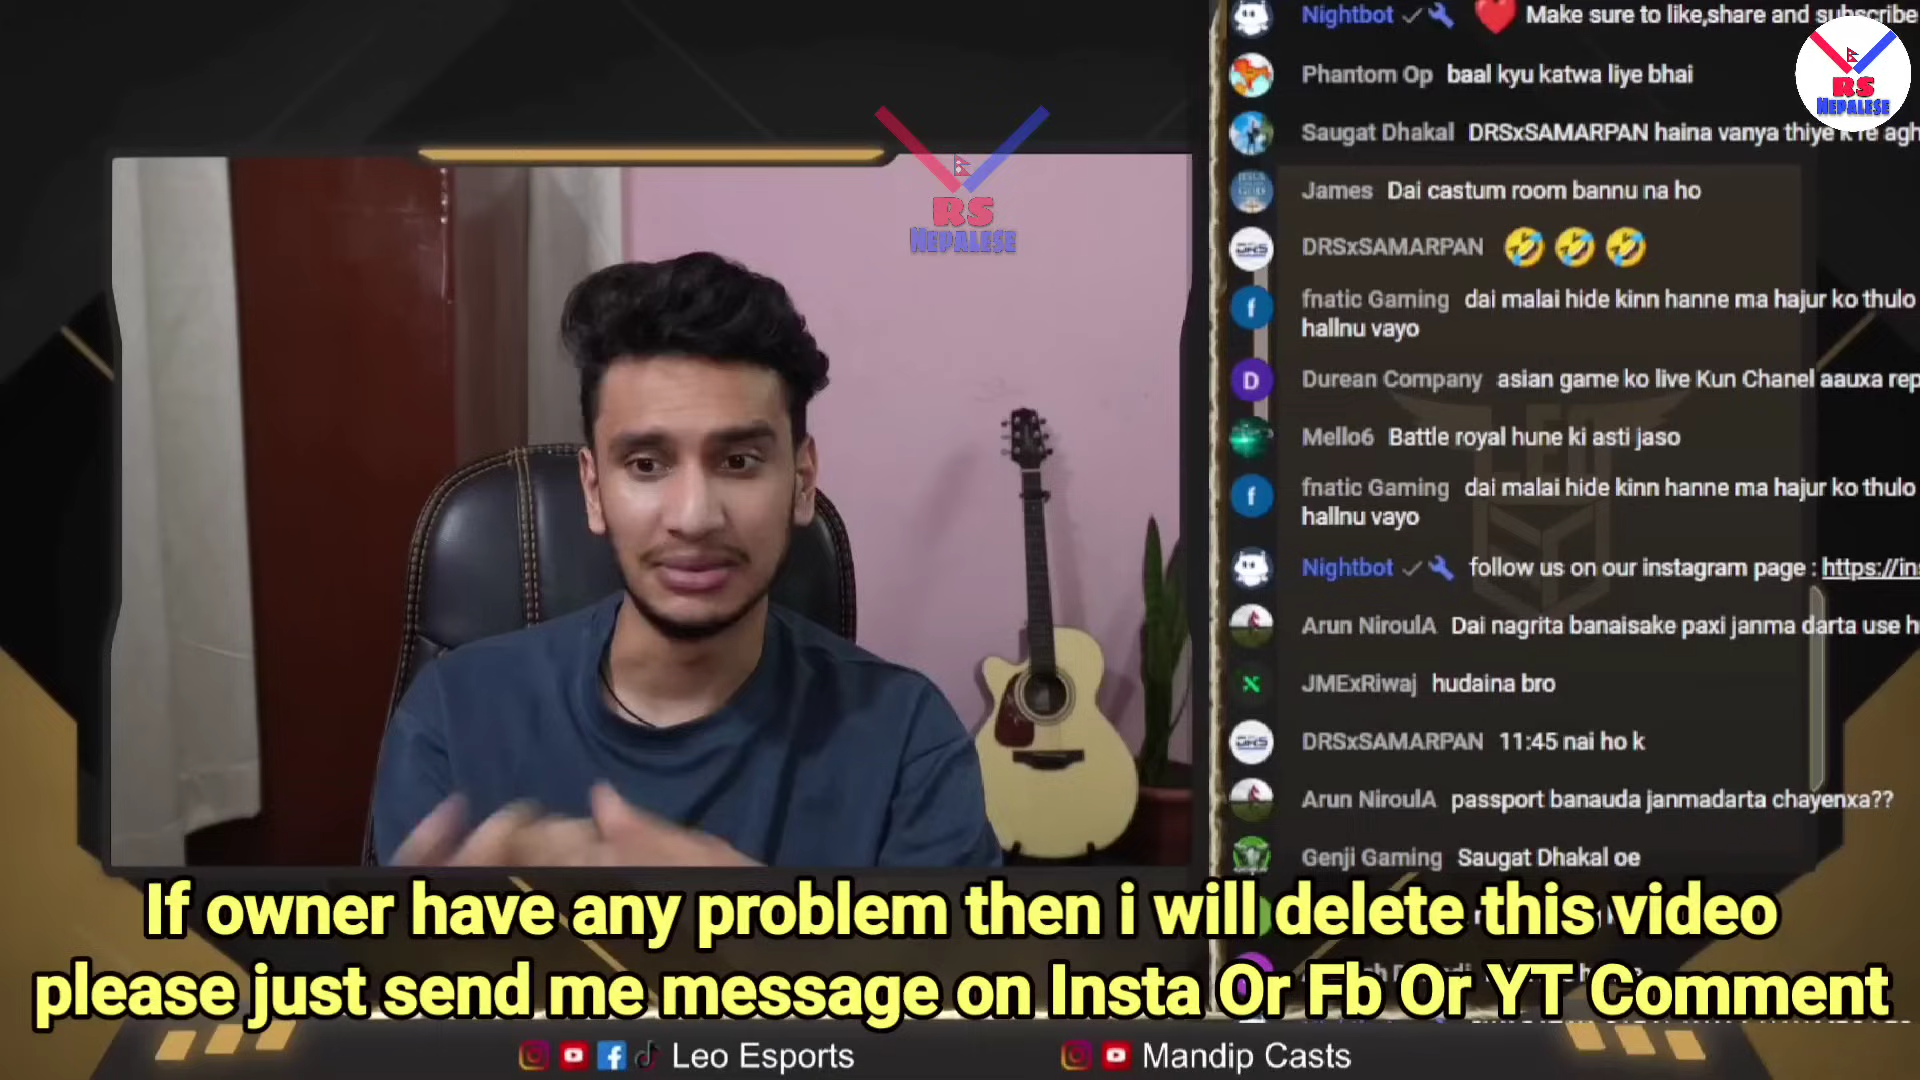 Nightbot Make sure to like,share and subscribe
Phantom Op baal kyu katwa liye bhai
Saugat Dhakal DRSxSAMARPAN haina vanya thiye k re agh
James Dai castum room bannu na ho
DRSxSAMARPAN 🤣 🤣 🤣
fnatic Gaming dai malai hide kinn hanne ma hajur ko thulo
hallnu vayo
Durean Company asian game ko live Kun Chanel aauxa rep
Mello6 Battle royal hune ki asti jaso
fnatic Gaming dai malai hide kinn hanne ma hajur ko thulo
hallnu vayo
Nightbot follow us on our instagram page : https://ins
Arun NiroulA Dai nagrita banaisake paxi janma darta use h
JMExRiwaj hudaina bro
DRSxSAMARPAN 11:45 nai ho k
Arun NiroulA passport banauda janmadarta chayenxa??
Genji Gaming Saugat Dhakal oe
RS
NEPALESE
RS
NEPALESE
If owner have any problem then i will delete this video
please just send me message on Insta Or Fb Or YT Comment
Leo Esports
Mandip Casts